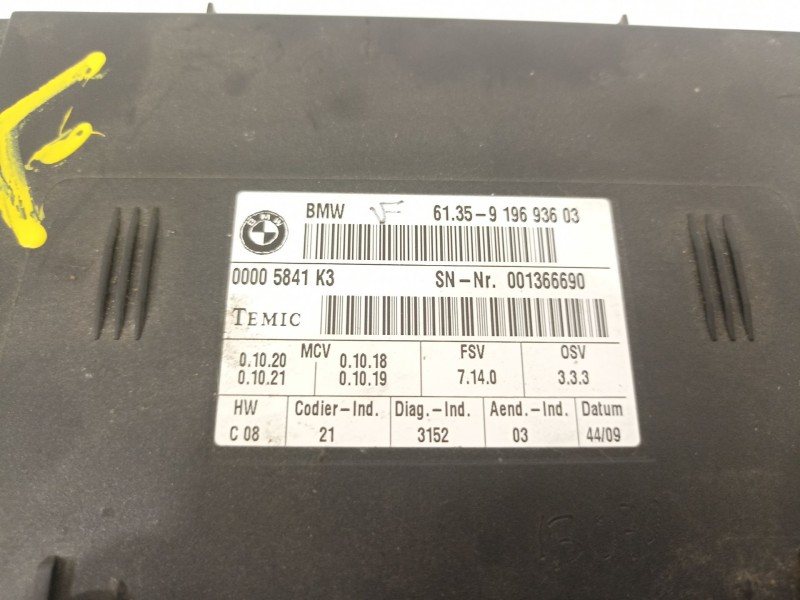 BMW VF 61.35-9 196 936 03
BMW
0000 5841 K3 SN-Nr. 001366690
TEMIC
MCV FSV OSV
0.10.20 0.10.18 7.14.0 3.3.3
0.10.21 0.10.19
HW Codier-Ind. Diag.-Ind. Aend.-Ind. Datum
C 08 21 3152 03 44/09